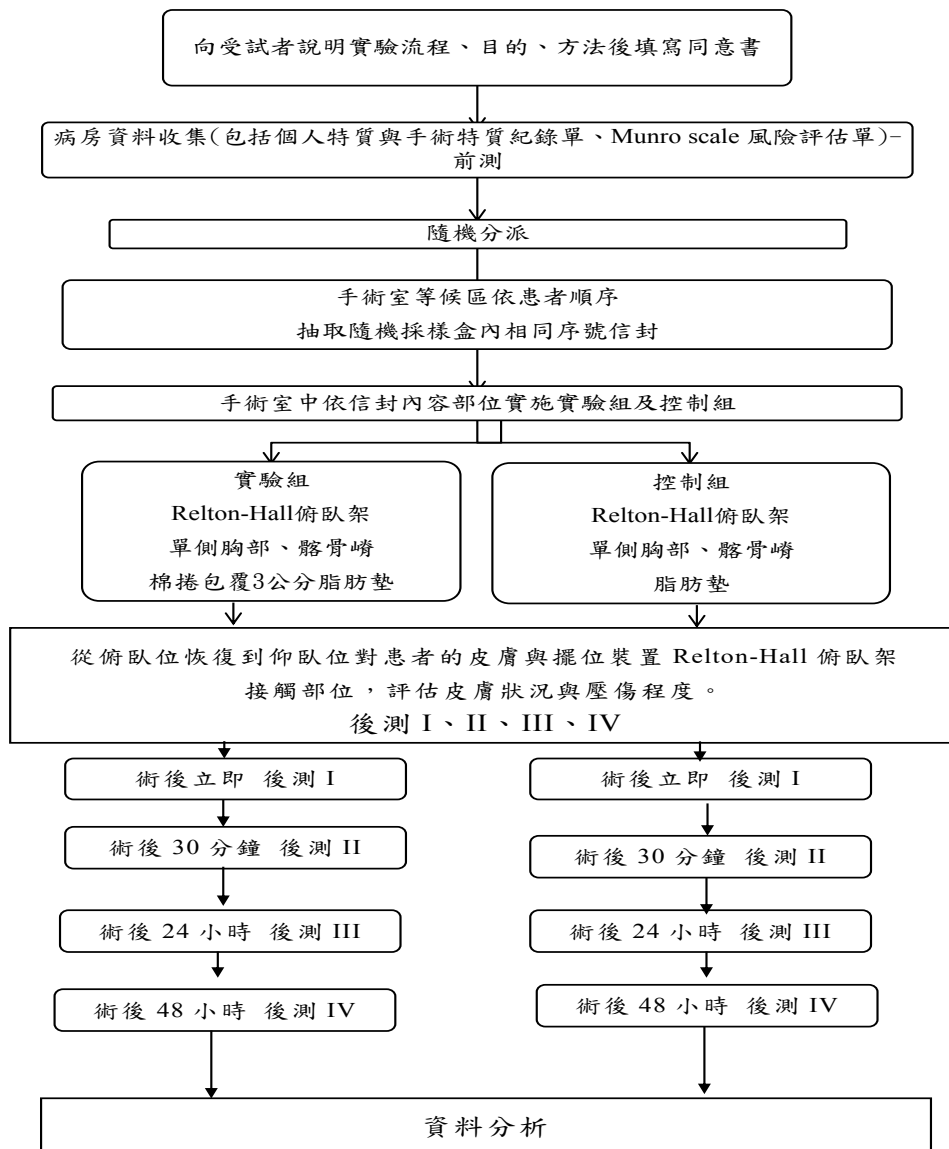 向受試者說明實驗流程、目的、方法後填寫同意書
病房資料收集(包括個人特質與手術特質紀錄單、Munro scale 風險評估單)–
前測
隨機分派
手術室等候區依患者順序
抽取隨機採樣盒內相同序號信封
手術室中依信封內容部位實施實驗組及控制組
實驗組
Relton-Hall俯臥架
單側胸部、髂骨嵴
棉捲包覆3公分脂肪墊
控制組
Relton-Hall俯臥架
單側胸部、髂骨嵴
脂肪墊
從俯臥位恢復到仰臥位對患者的皮膚與擺位裝置 Relton-Hall 俯臥架
接觸部位，評估皮膚狀況與壓傷程度。
後測 I、II、III、IV
術後立即 後測 I
術後 30 分鐘 後測 II
術後 24 小時 後測 III
術後 48 小時 後測 IV
術後立即 後測 I
術後 30 分鐘 後測 II
術後 24 小時 後測 III
術後 48 小時 後測 IV
資料分析